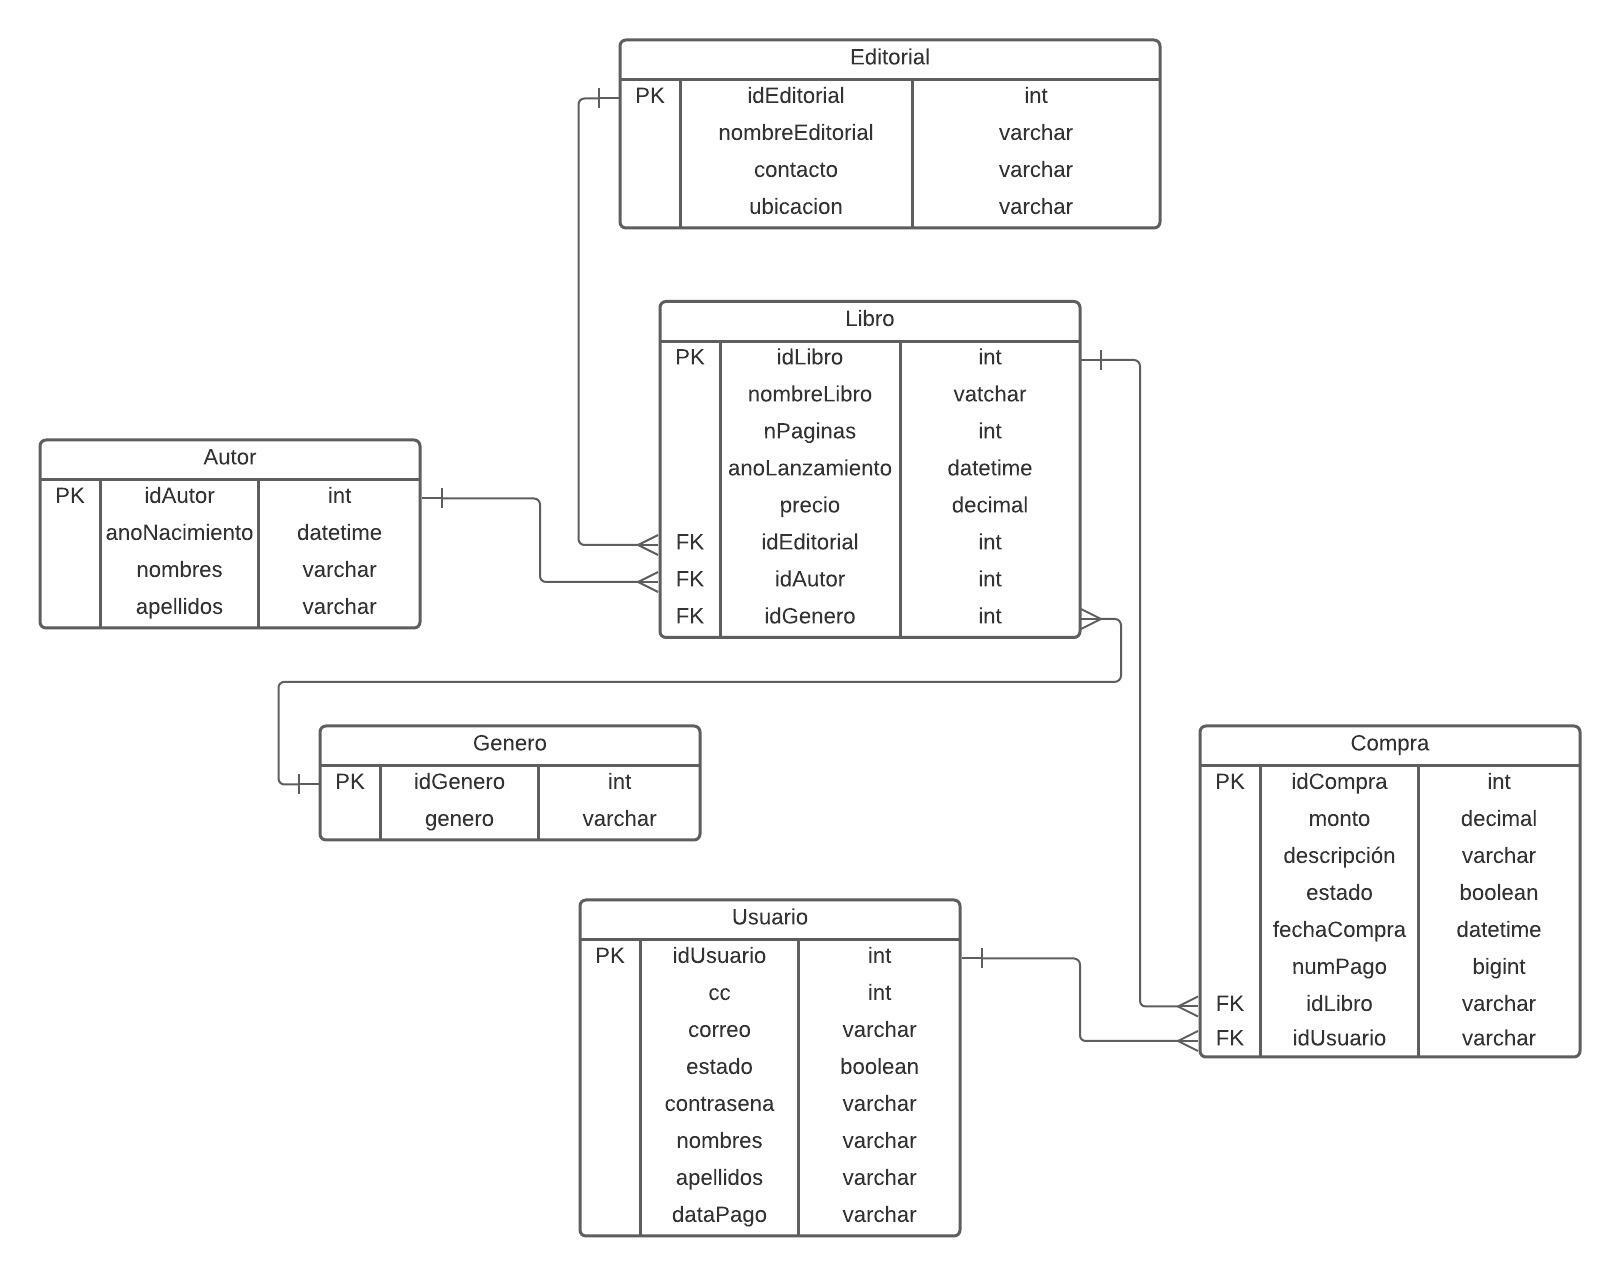 Editorial
PK idEditorial int
nombreEditorial varchar
contacto varchar
ubicacion varchar
Libro
PK idLibro int
nombreLibro vatchar
nPaginas int
anoLanzamiento datetime
precio decimal
FK idEditorial int
FK idAutor int
FK idGenero int
Autor
PK idAutor int
anoNacimiento datetime
nombres varchar
apellidos varchar
Genero
PK idGenero int
genero varchar
Compra
PK idCompra int
monto decimal
descripción varchar
estado boolean
fechaCompra datetime
numPago bigint
FK idLibro varchar
FK idUsuario varchar
Usuario
PK idUsuario int
cc int
correo varchar
estado boolean
contrasena varchar
nombres varchar
apellidos varchar
dataPago varchar